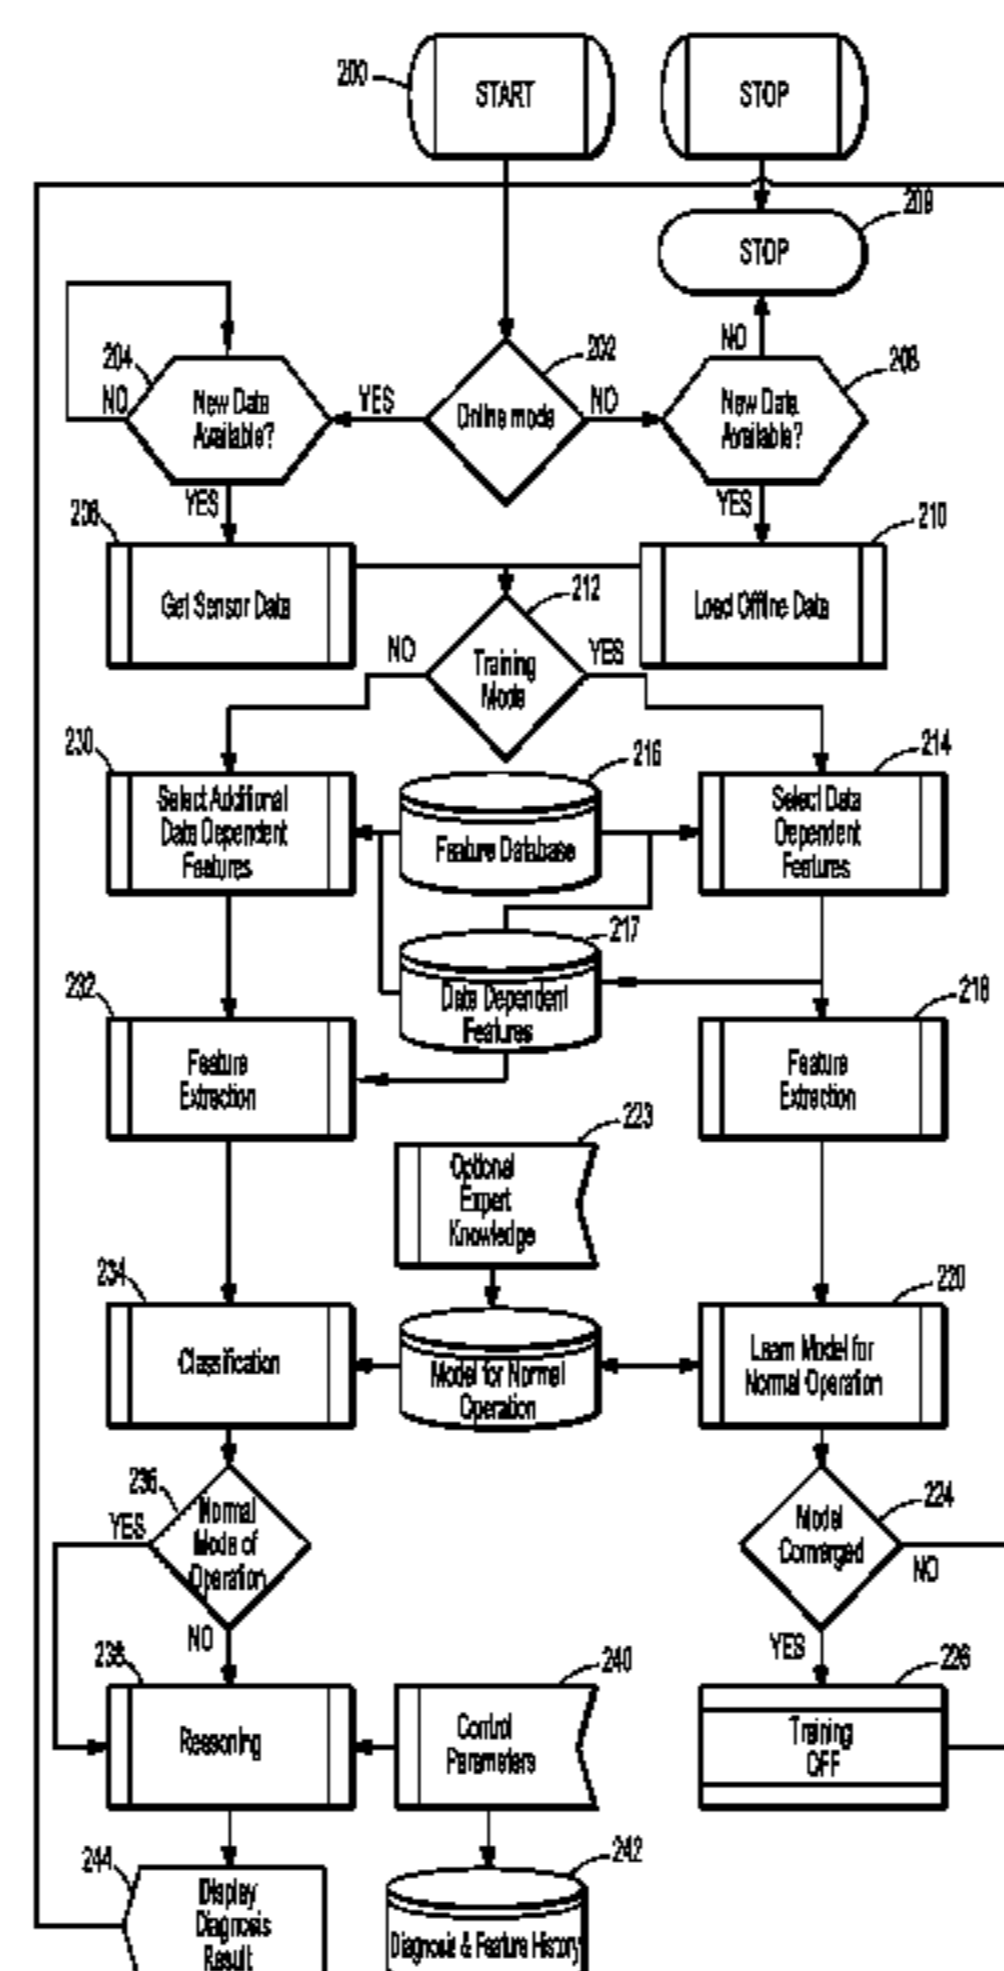 START
STOP
200
209
STOP
NO
204
202
208
NO
New Data
Available?
YES
Online mode
NO
New Data
Available?
YES
YES
206
210
Get Sensor Data
212
Load Offline Data
NO
YES
Training
Mode
230
216
214
Select Additional
Data Dependent
Features
Feature Database
Select Data
Dependent
Features
217
232
Data Dependent
Features
218
Feature
Extraction
Feature
Extraction
223
Optional
Expert
Knowledge
234
220
Classification
Model for Normal
Operation
Learn Model for
Normal Operation
236
224
YES
Normal
Mode of
Operation
Model
Converged
NO
NO
YES
238
240
226
Reasoning
Control
Parameters
Training
OFF
244
242
Display
Diagnosis
Result
Diagnosis & Feature History